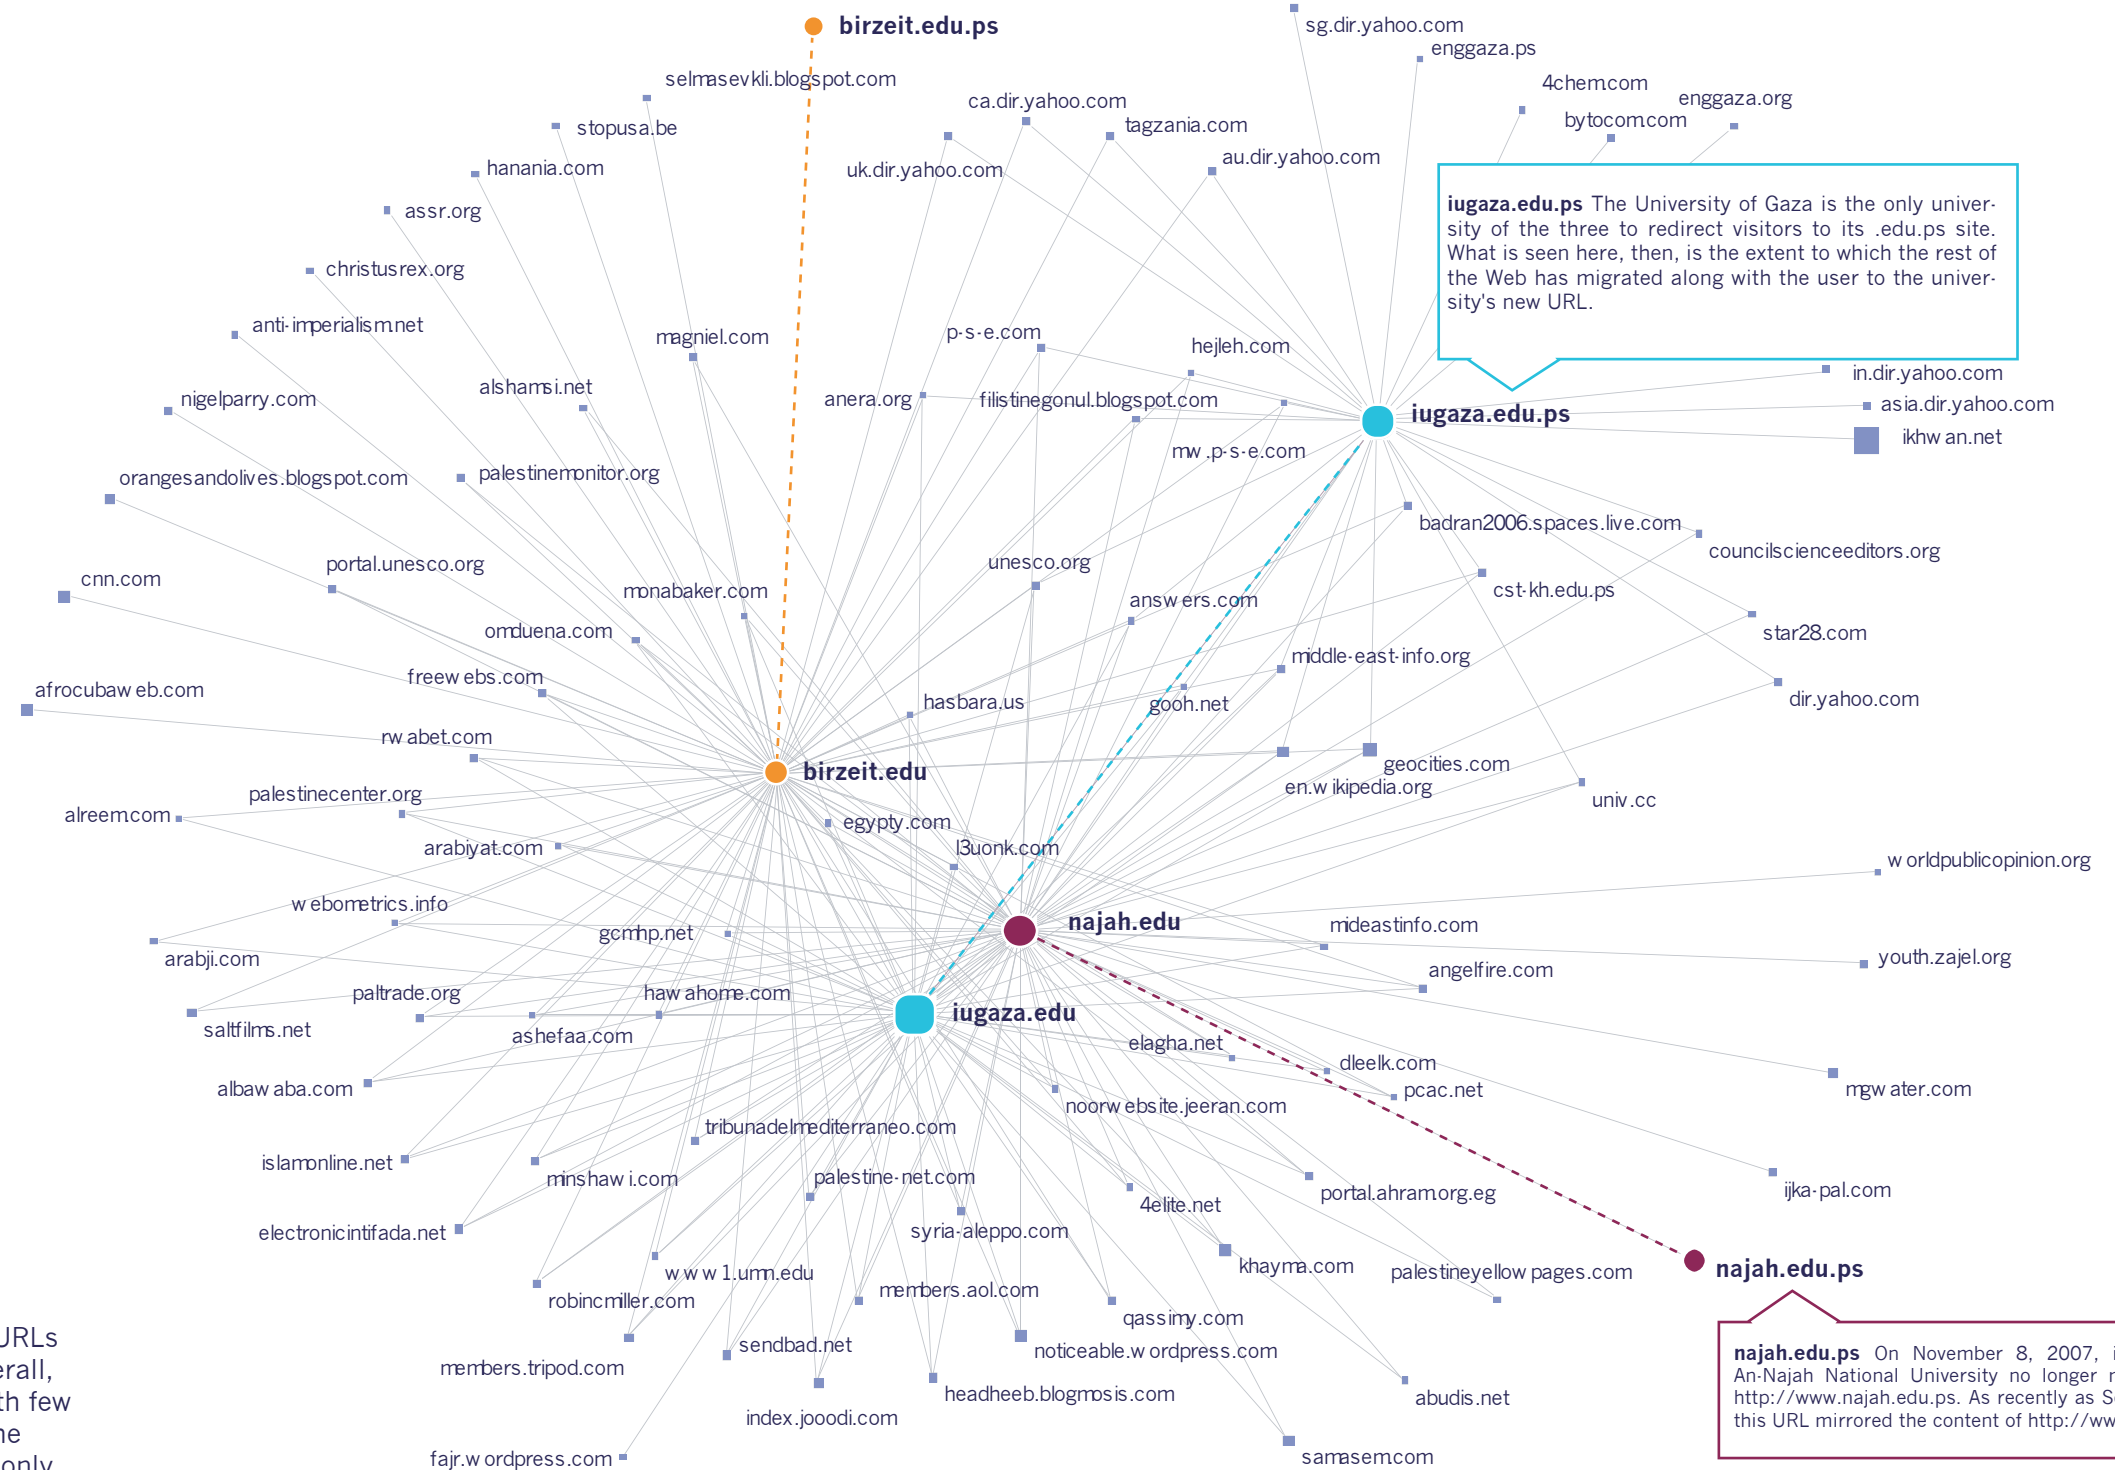 birzeit.edu.ps
sg.dir.yahoo.com
enggaza.ps
selmasevkli.blogspot.com
4chem.com
enggaza.org
ca.dir.yahoo.com
bytocom.com
stopusa.be
tagzania.com
au.dir.yahoo.com
hanania.com
uk.dir.yahoo.com
assr.org
iugaza.edu.ps The University of Gaza is the only univer-
sity of the three to redirect visitors to its .edu.ps site.
What is seen here, then, is the extent to which the rest of
the Web has migrated along with the user to the univer-
sity's new URL.
christusrex.org
anti-imperialism.net
magniel.com
p-s-e.com
hejleh.com
in.dir.yahoo.com
alshamsi.net
nigelparry.com
anera.org
filistinegonul.blogspot.com
asia.dir.yahoo.com
iugaza.edu.ps
ikhwan.net
mw.p-s-e.com
orangesandolives.blogspot.com
palestinemonitor.org
badran2006.spaces.live.com
councilscienceeditors.org
portal.unesco.org
unesco.org
cnn.com
monabaker.com
answers.com
cst-kh.edu.ps
omduena.com
star28.com
middle-east-info.org
freewebs.com
afrocubaweb.com
hasbara.us
gooh.net
dir.yahoo.com
rwabet.com
birzeit.edu
geocities.com
en.wikipedia.org
palestinecenter.org
univ.cc
alreem.com
egypty.com
arabiyat.com
l3uonk.com
worldpublicopinion.org
webometrics.info
najah.edu
mideastinfo.com
gcmhp.net
arabji.com
youth.zajel.org
angelfire.com
paltrade.org
hawahome.com
iugaza.edu
saltfilms.net
ashefaa.com
elagha.net
dleelk.com
albawaba.com
pcac.net
mgwater.com
noorwebsite.jeeran.com
tribunadelmediterraneo.com
islamonline.net
minshawi.com
palestine-net.com
portal.ahram.org.eg
ijka-pal.com
4elite.net
electronicintifada.net
syria-aleppo.com
khayma.com
www1.umn.edu
palestineyellowpages.com
najah.edu.ps
robincmiller.com
members.aol.com
qassimy.com
URLs
erall,
th few
ne
only
sendbad.net
noticeable.wordpress.com
members.tripod.com
headheeb.blogmosis.com
abudis.net
index.jooodi.com
fajr.wordpress.com
samasem.com
najah.edu.ps On November 8, 2007, i
An-Najah National University no longer
http://www.najah.edu.ps. As recently as S
this URL mirrored the content of http://ww